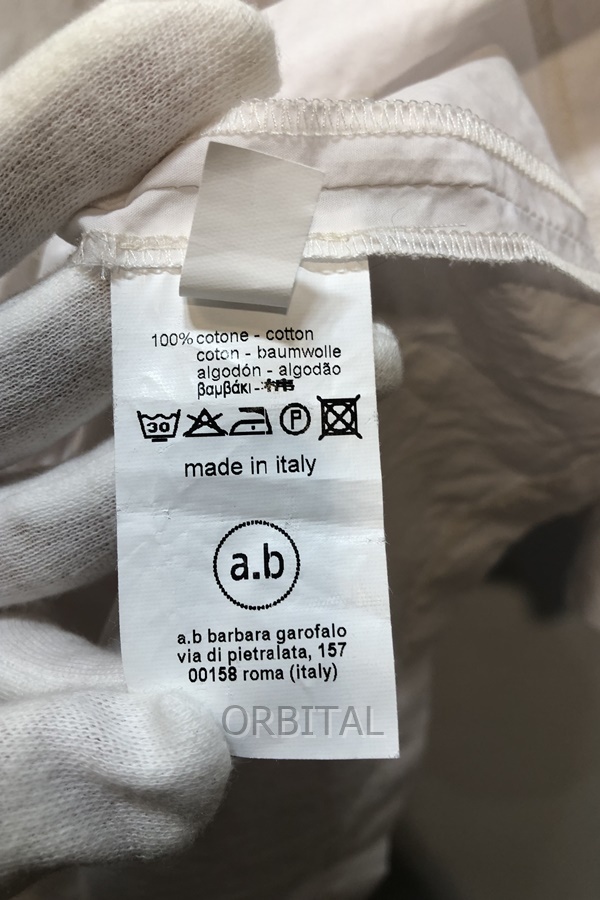 100% cotone - cotton
coton - baumwolle
algodón - algodão
βαμβάκι -
30
P
made in italy
a.b
a.b barbara garofalo
via di pietralata, 157
00158 roma (italy)
ORBITAL